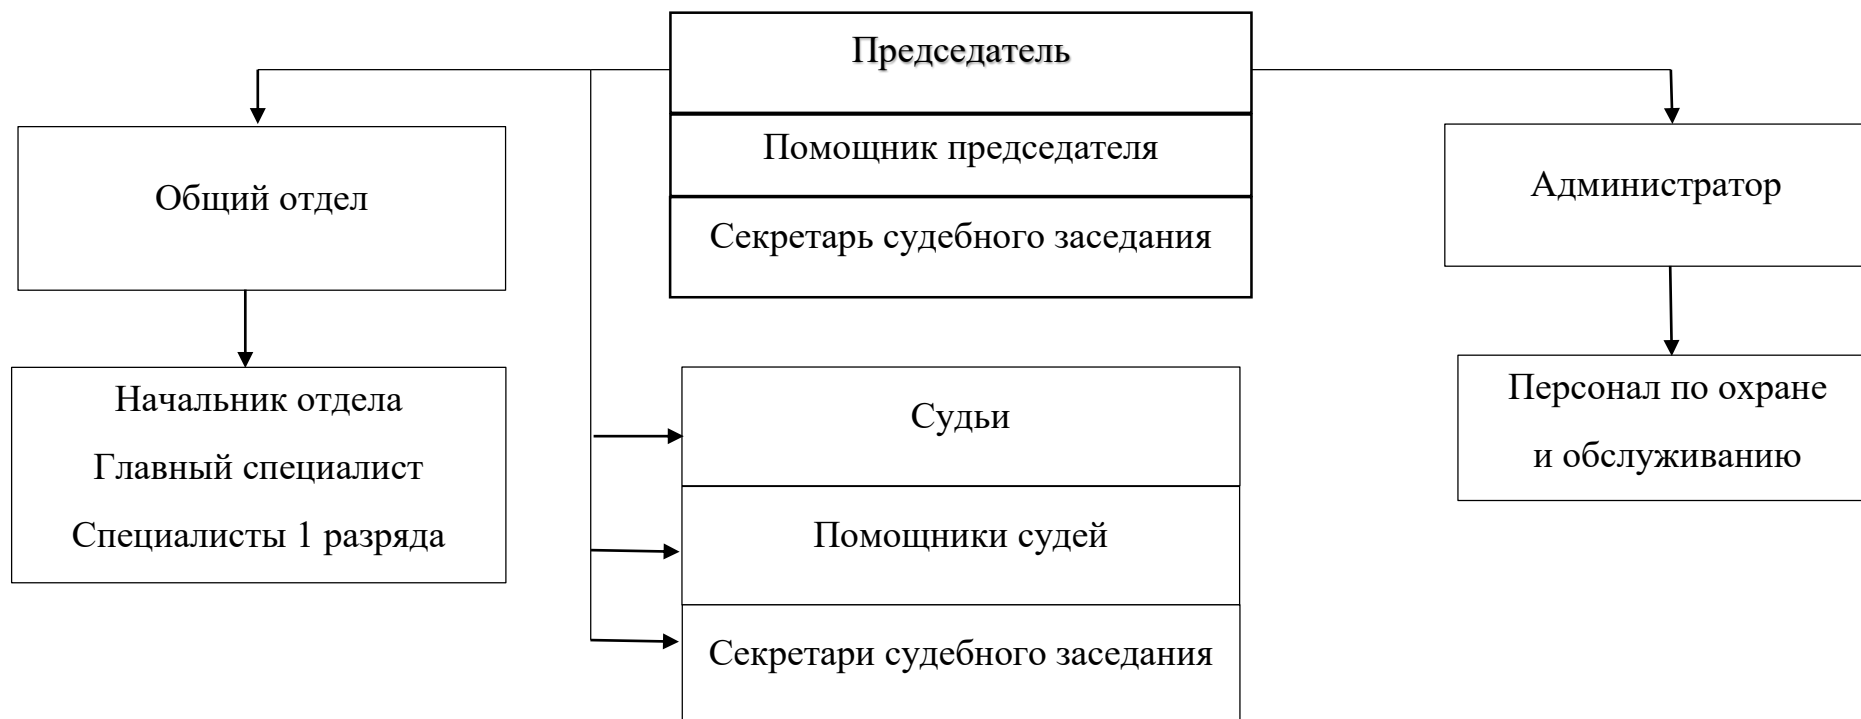 Председатель
Помощник председателя
Секретарь судебного заседания
Общий отдел
Начальник отдела
Главный специалист
Специалисты 1 разряда
Судьи
Помощники судей
Секретари судебного заседания
Администратор
Персонал по охране
и обслуживанию